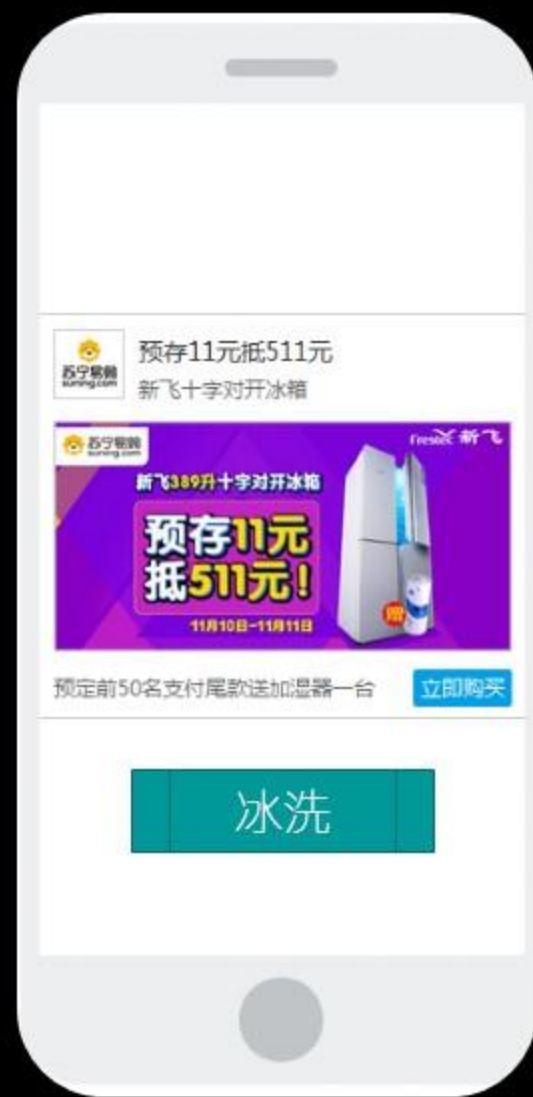 苏宁易购
suning.com
预存11元抵511元
新飞十字对开冰箱
苏宁易购
suning.com
Frestec 新飞
新飞389升十字对开冰箱
预存11元
抵511元!
11月10日-11月11日
赠
预定前50名支付尾款送加湿器一台
立即购买
冰洗